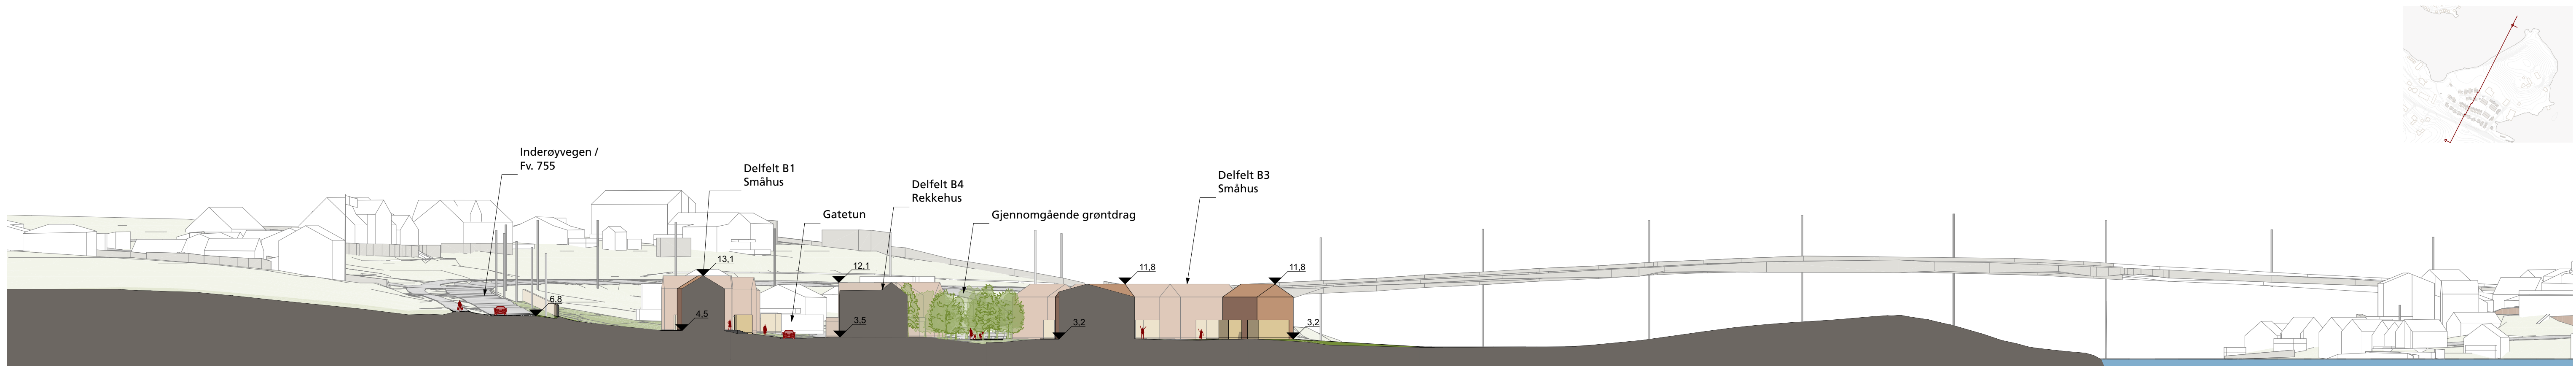 Inderøyvegen /
Fv. 755
Delfelt B1
Småhus
Gatetun
Delfelt B4
Rekkehus
Gjennomgående grøntdrag
Delfelt B3
Småhus
13,1
12,1
11,8
11,8
6,8
4,5
3,5
3,2
3,2